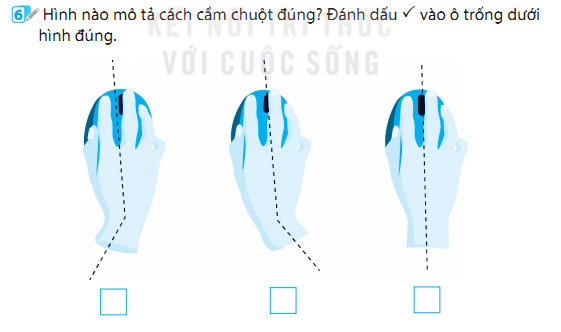 6 Hình nào mô tả cách cầm chuột đúng? Đánh dấu ✓ vào ô trống dưới
hình đúng.
KẾT NỐI TRI THỨC
VỚI CUỘC SỐNG